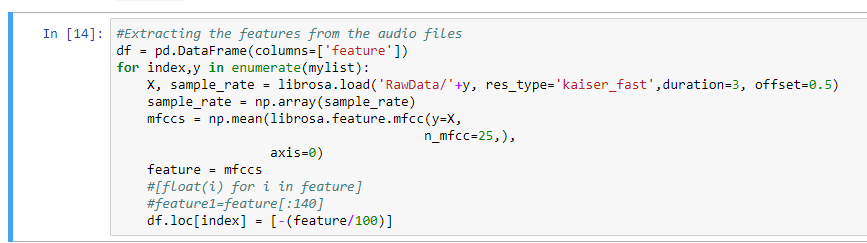 In [14]: #Extracting the features from the audio files
df = pd.DataFrame(columns=['feature'])
for index,y in enumerate(mylist):
    X, sample_rate = librosa.load('RawData/'+y, res_type='kaiser_fast',duration=3, offset=0.5)
    sample_rate = np.array(sample_rate)
    mfccs = np.mean(librosa.feature.mfcc(y=X,
                                        n_mfcc=25,),
                    axis=0)
    feature = mfccs
    #[float(i) for i in feature]
    #feature1=feature[:140]
    df.loc[index] = [-(feature/100)]